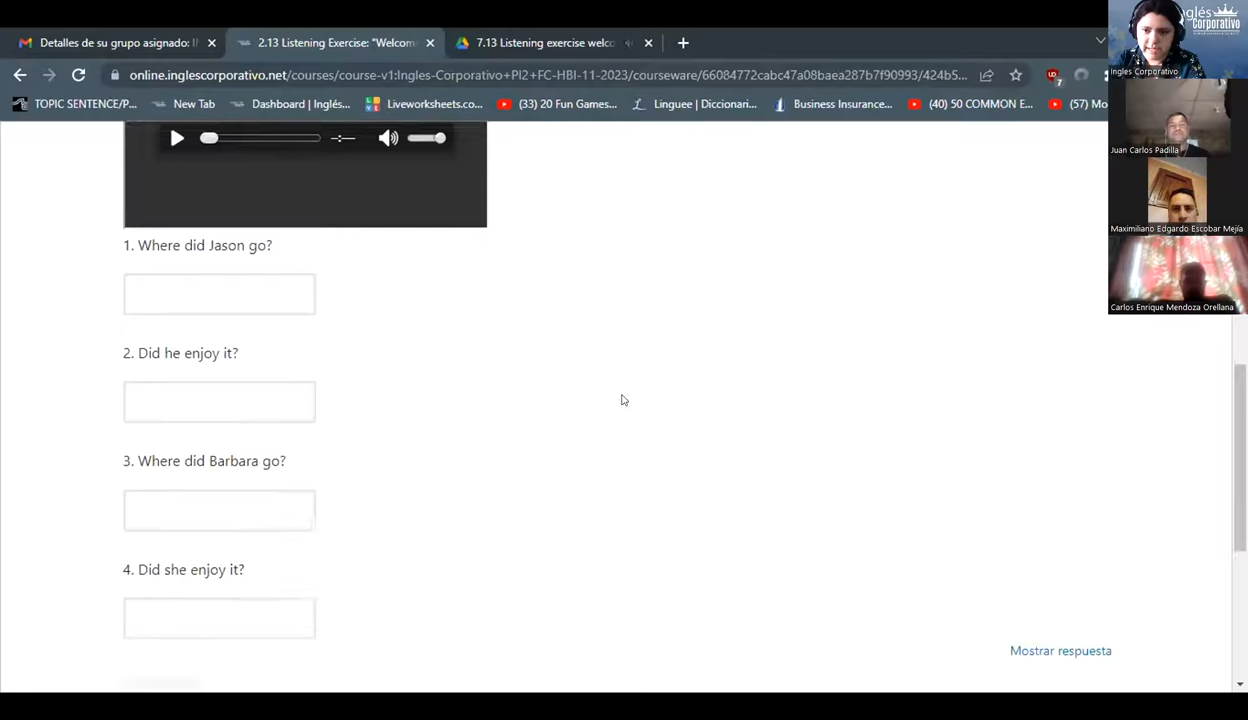 Detalles de su grupo asignado: I
2.13 Listening Exercise: "Welcom
7.13 Listening exercise welco
online.inglescorporativo.net/courses/course-v1:Ingles-Corporativo+PI2+FC-HBI-11-2023/courseware/66084772cabc47a08baea287b7f90993/424b5...
TOPIC SENTENCE/P...
New Tab
Dashboard | Inglés...
Liveworksheets.co...
(33) 20 Fun Games...
Linguee | Diccionari...
Business Insurance...
(40) 50 COMMON E...
(57) Mo
7
1. Where did Jason go?
2. Did he enjoy it?
3. Where did Barbara go?
4. Did she enjoy it?
Mostrar respuesta
nglés
Corporativo
Ingles Corporativo
Juan Carlos Padilla
Maximiliano Edgardo Escobar Mejía
Carlos Enrique Mendoza Orellana